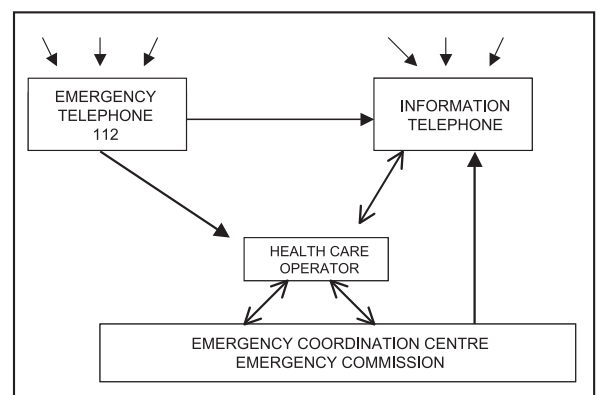 EMERGENCY
TELEPHONE
112
INFORMATION
TELEPHONE
HEALTH CARE
OPERATOR
EMERGENCY COORDINATION CENTRE
EMERGENCY COMMISSION